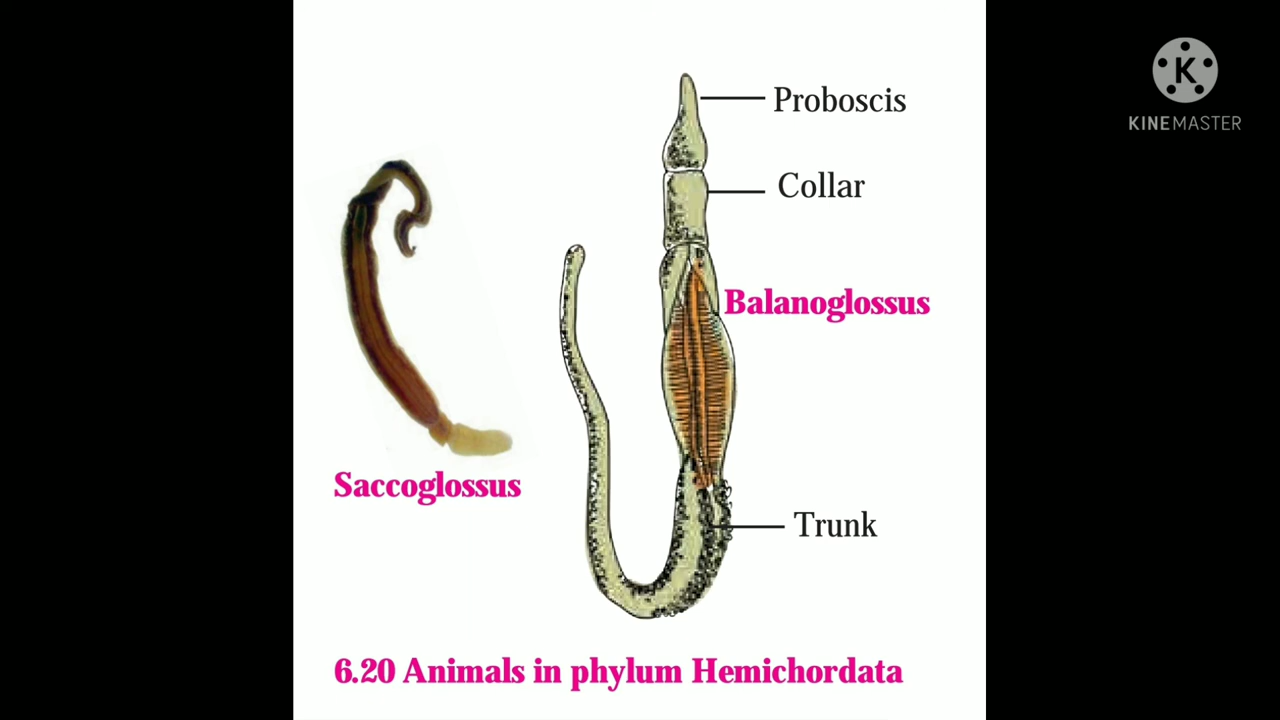 K
KINEMASTER
Proboscis
Collar
Balanoglossus
Saccoglossus
Trunk
6.20 Animals in phylum Hemichordata